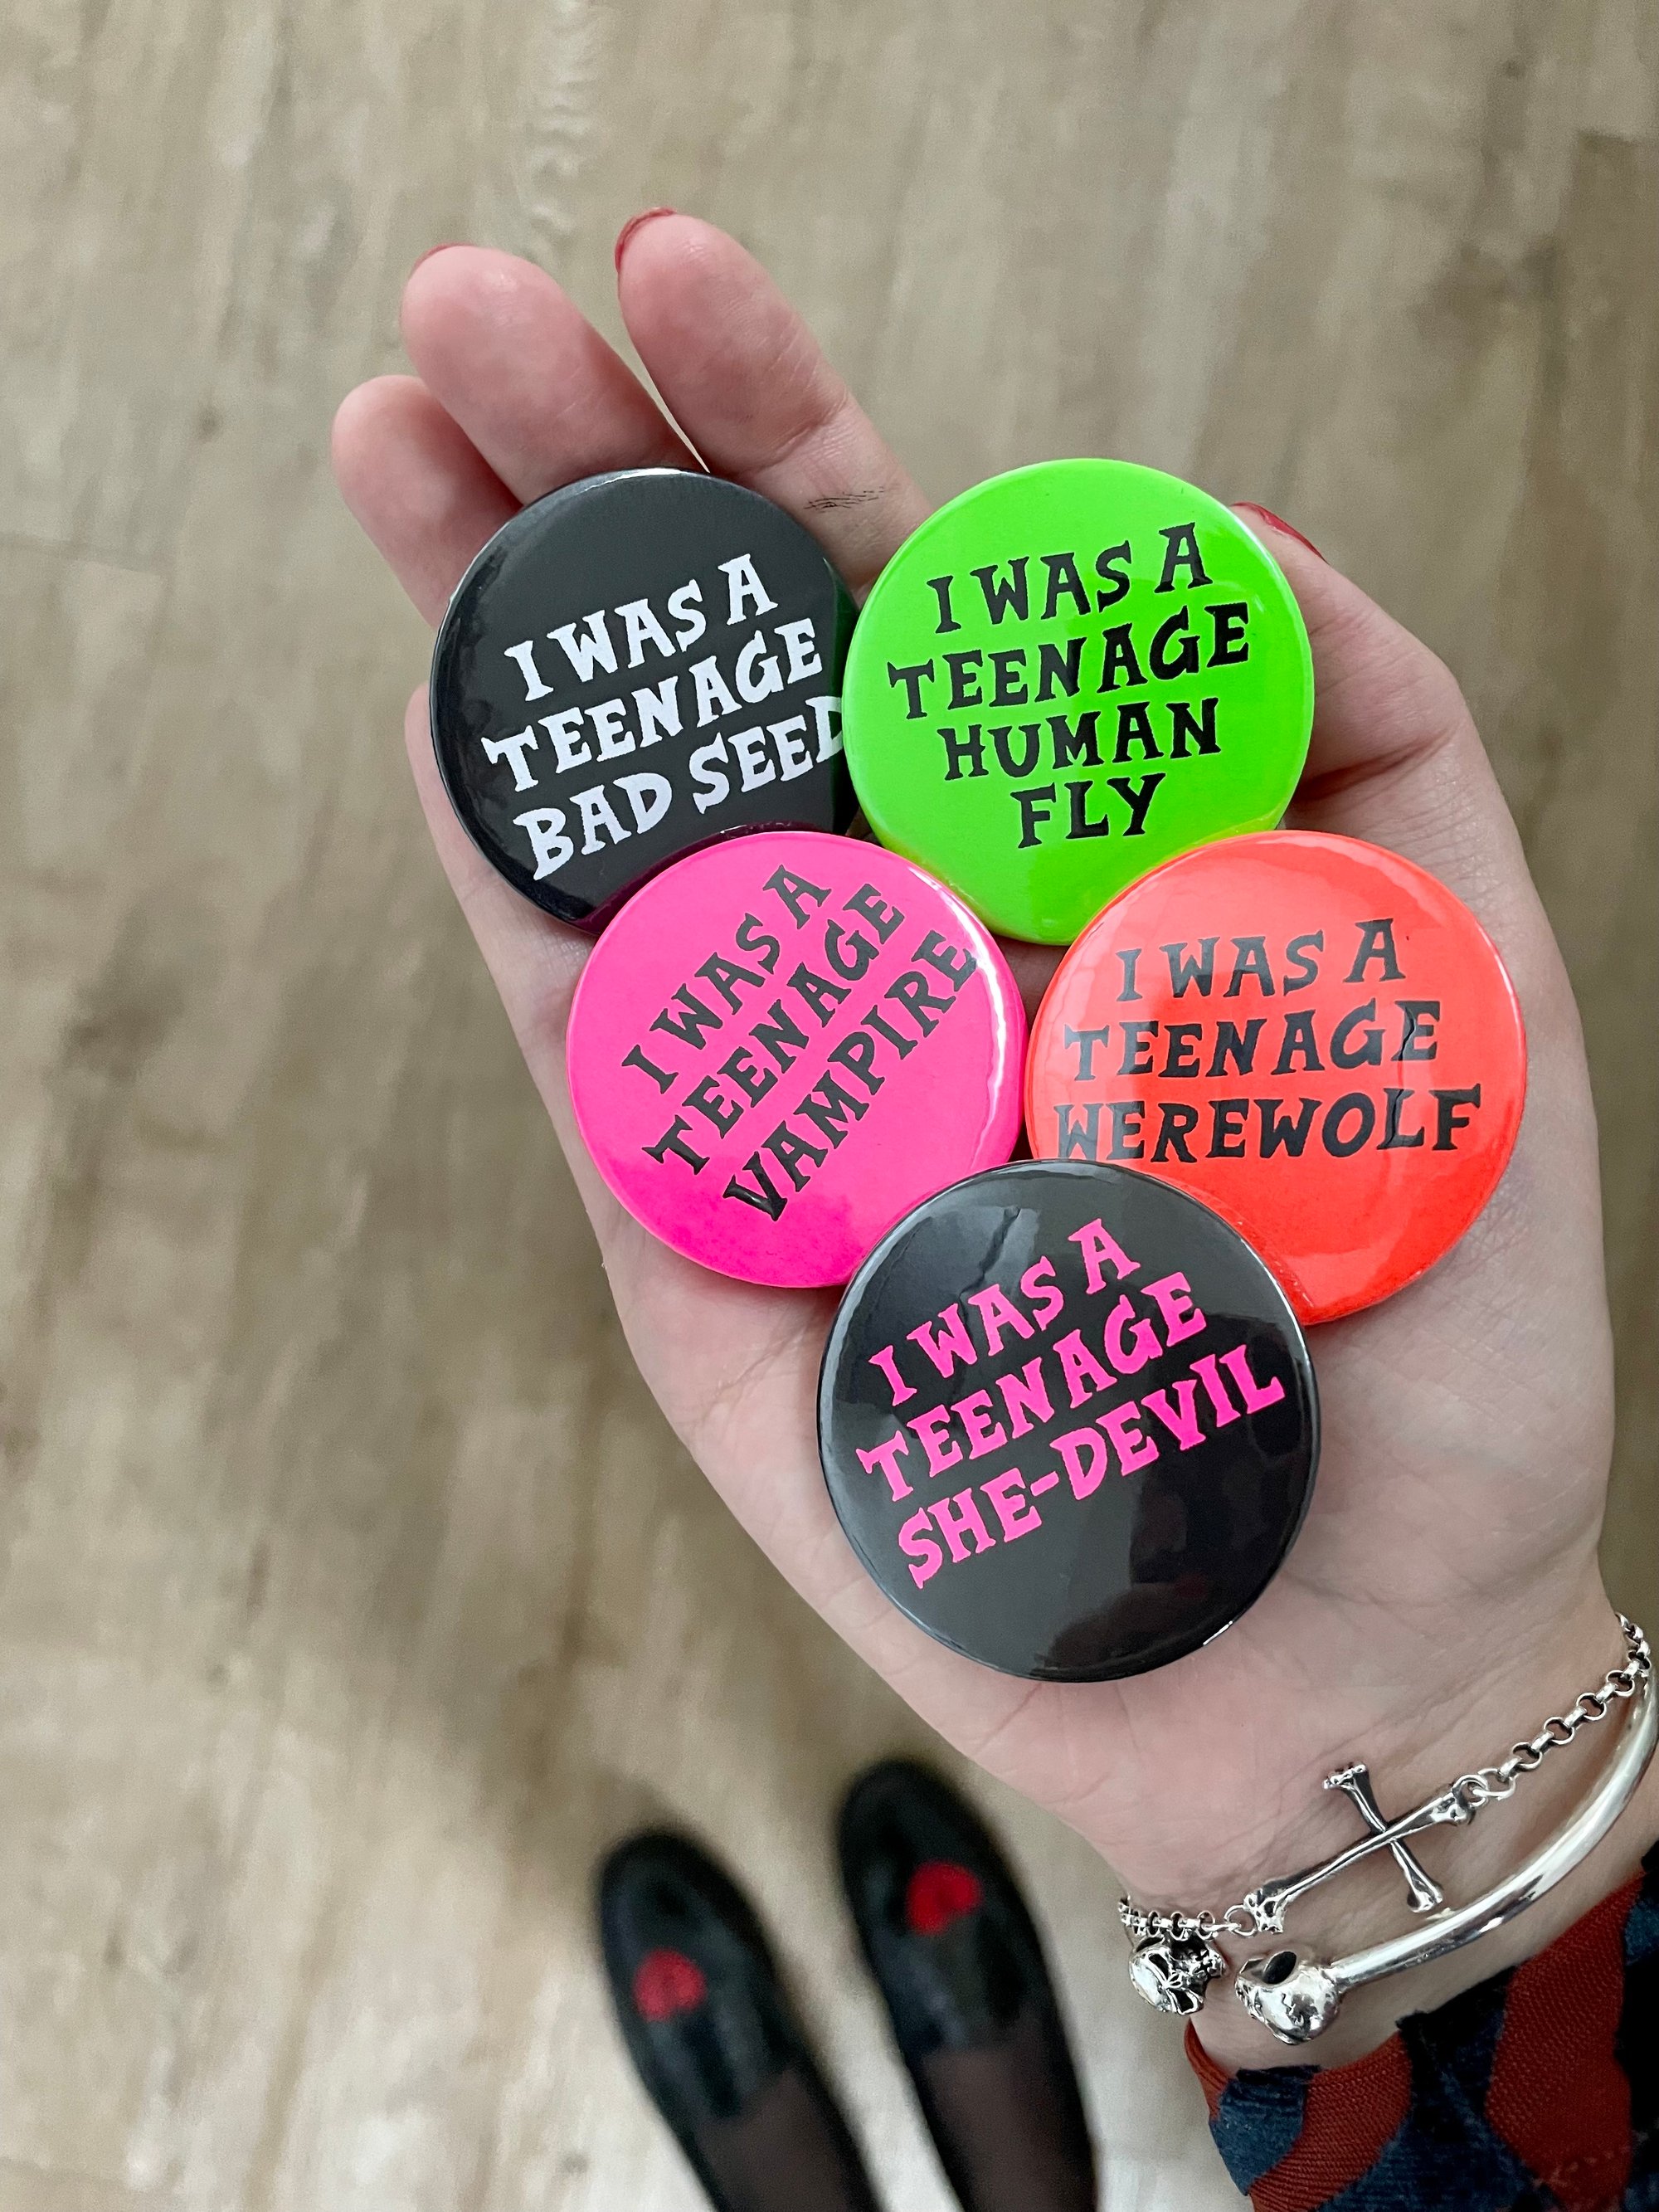 I WAS A
TEENAGE
BAD SEED
I WAS A
TEENAGE
HUMAN
FLY
I WAS A
TEENAGE
VAMPIRE
I WAS A
TEENAGE
WEREWOLF
I WAS A
TEENAGE
SHE-DEVIL